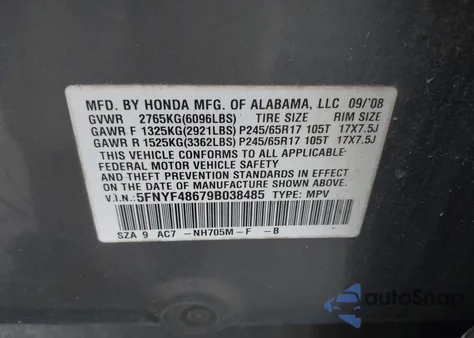 MFD. BY HONDA MFG. OF ALABAMA, LLC 09/'08
GVWR 2765KG(6096LBS) TIRE SIZE RIM SIZE
GAWR F 1325KG(2921LBS) P245/65R17 105T 17X7.5J
GAWR R 1525KG(3362LBS) P245/65R17 105T 17X7.5J
THIS VEHICLE CONFORMS TO ALL APPLICABLE
FEDERAL MOTOR VEHICLE SAFETY
AND THEFT PREVENTION STANDARDS IN EFFECT
ON THE DATE OF MANUFACTURE SHOWN ABOVE.
V.I.N.: 5FNYF48679B038485 TYPE: MPV
SZA 9 AC7 -NH705M-F -B
autoSnap